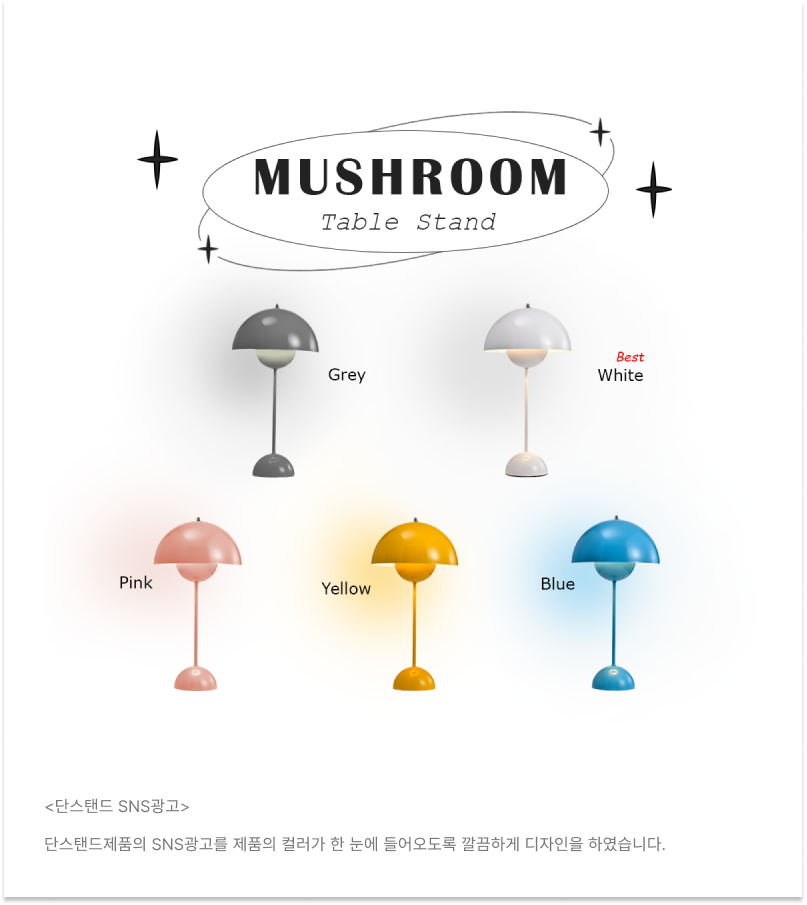 MUSHROOM
Table Stand
Grey
Best
White
Pink
Yellow
Blue
<단스탠드 SNS광고>
단스탠드제품의 SNS광고를 제품의 컬러가 한 눈에 들어오도록 깔끔하게 디자인을 하였습니다.